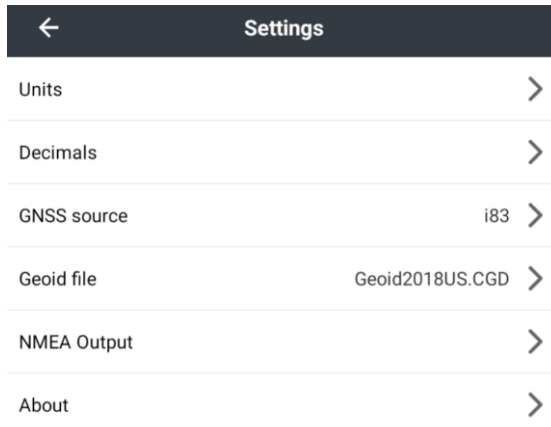 Settings
Units
Decimals
GNSS source i83
Geoid file Geoid2018US.CGD
NMEA Output
About